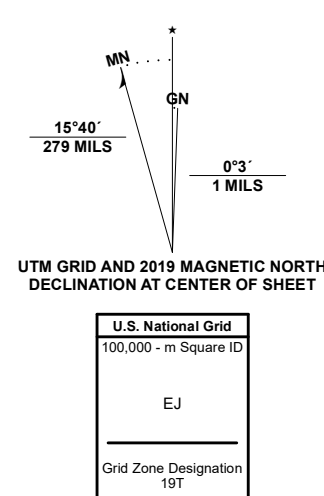 ★
MN
GN
15°40´
279 MILS
0°3´
1 MILS
UTM GRID AND 2019 MAGNETIC NORTH
DECLINATION AT CENTER OF SHEET
U.S. National Grid
100,000 - m Square ID
EJ
Grid Zone Designation
19T